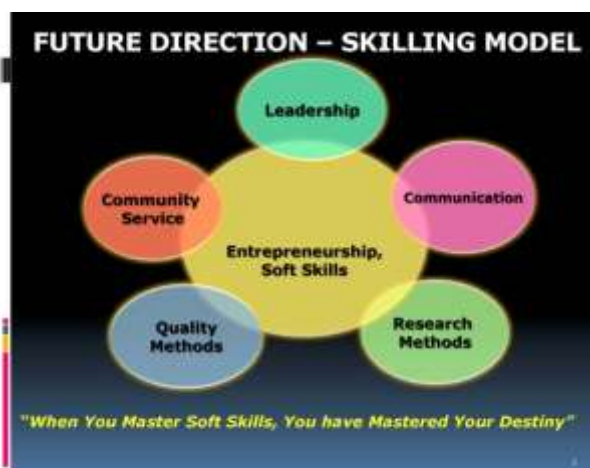 FUTURE DIRECTION – SKILLING MODEL
Leadership
Community
Service
Communication
Entrepreneurship,
Soft Skills
Quality
Methods
Research
Methods
"When You Master Soft Skills, You have Mastered Your Destiny"